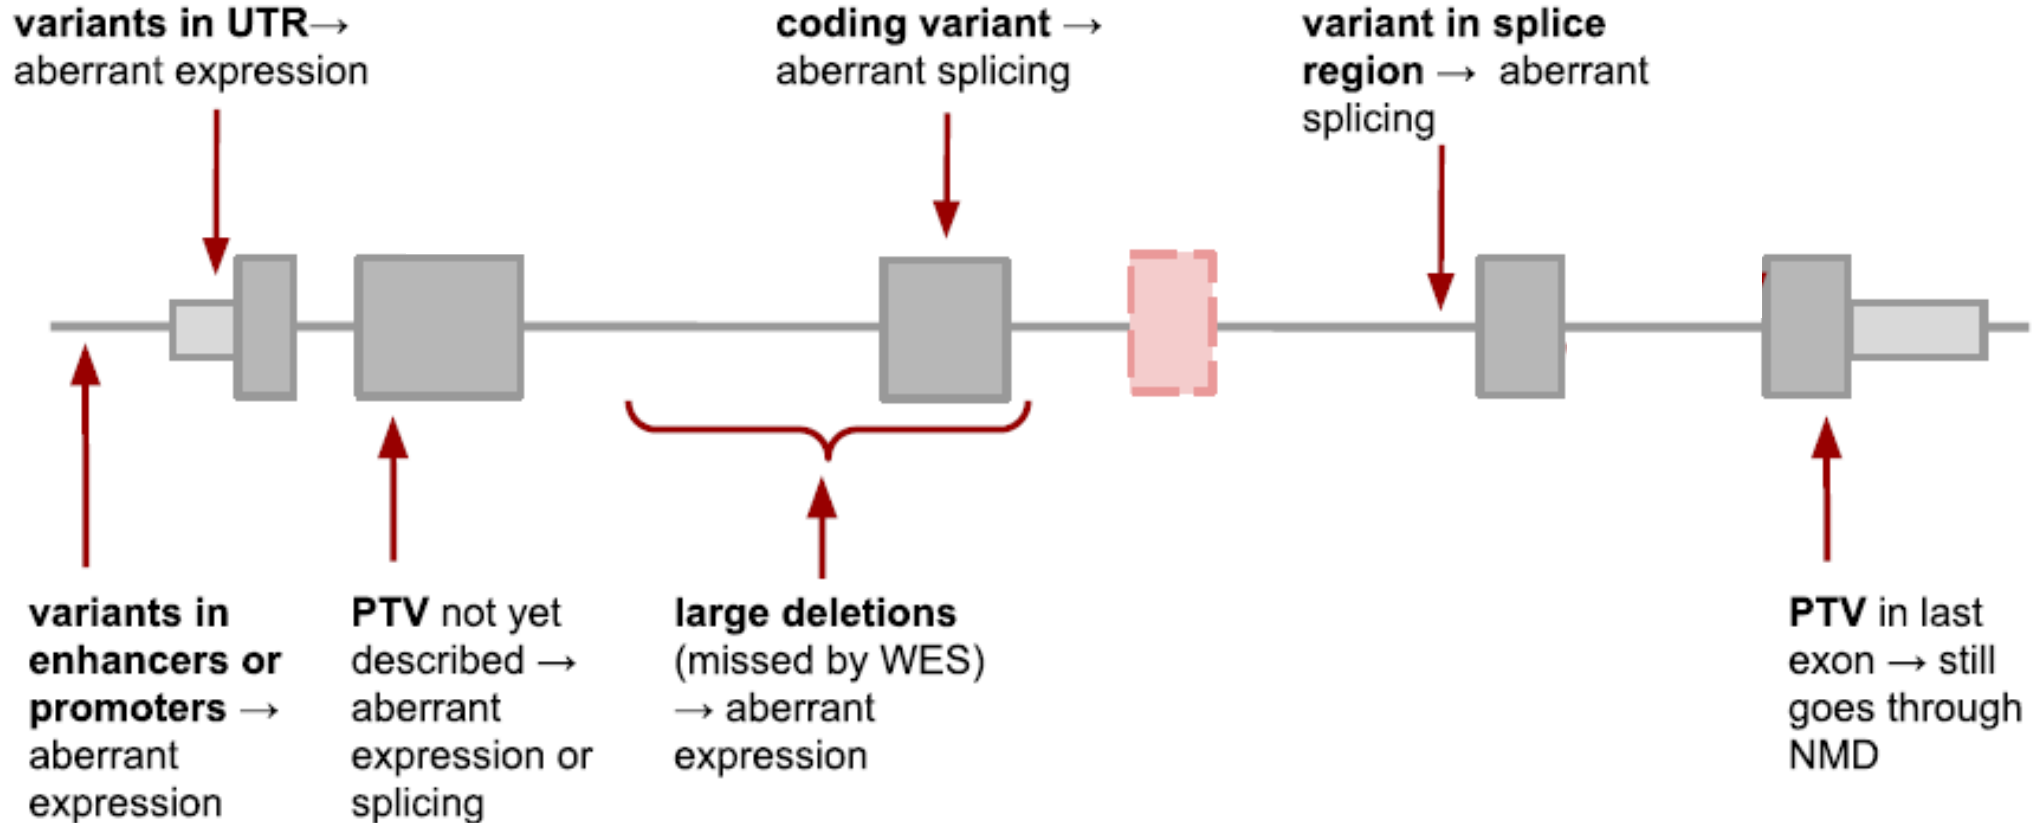 variants in UTR→
aberrant expression
coding variant →
aberrant splicing
variant in splice
region → aberrant
splicing
variants in
enhancers or
promoters →
aberrant
expression
PTV not yet
described →
aberrant
expression or
splicing
large deletions
(missed by WES)
→ aberrant
expression
PTV in last
exon → still
goes through
NMD